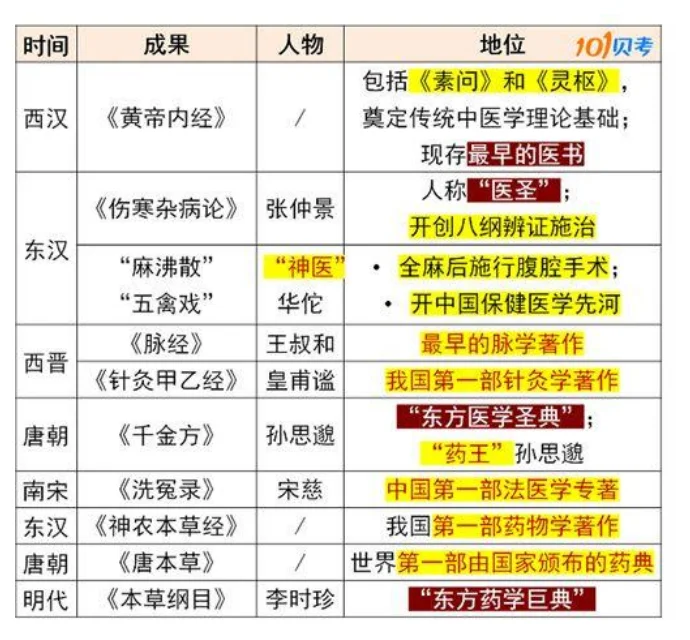 时间 成果 人物 地位 101贝考
西汉 《黄帝内经》 / 包括《素问》和《灵枢》，
奠定传统中医学理论基础；
现存最早的医书
东汉 《伤寒杂病论》 张仲景 人称“医圣”；
开创八纲辨证施治
“麻沸散” “神医” • 全麻后施行腹腔手术；
“五禽戏” 华佗 • 开中国保健医学先河
西晋 《脉经》 王叔和 最早的脉学著作
《针灸甲乙经》 皇甫谧 我国第一部针灸学著作
唐朝 《千金方》 孙思邈 “东方医学圣典”；
“药王”孙思邈
南宋 《洗冤录》 宋慈 中国第一部法医学专著
东汉 《神农本草经》 / 我国第一部药物学著作
唐朝 《唐本草》 / 世界第一部由国家颁布的药典
明代 《本草纲目》 李时珍 “东方药学巨典”